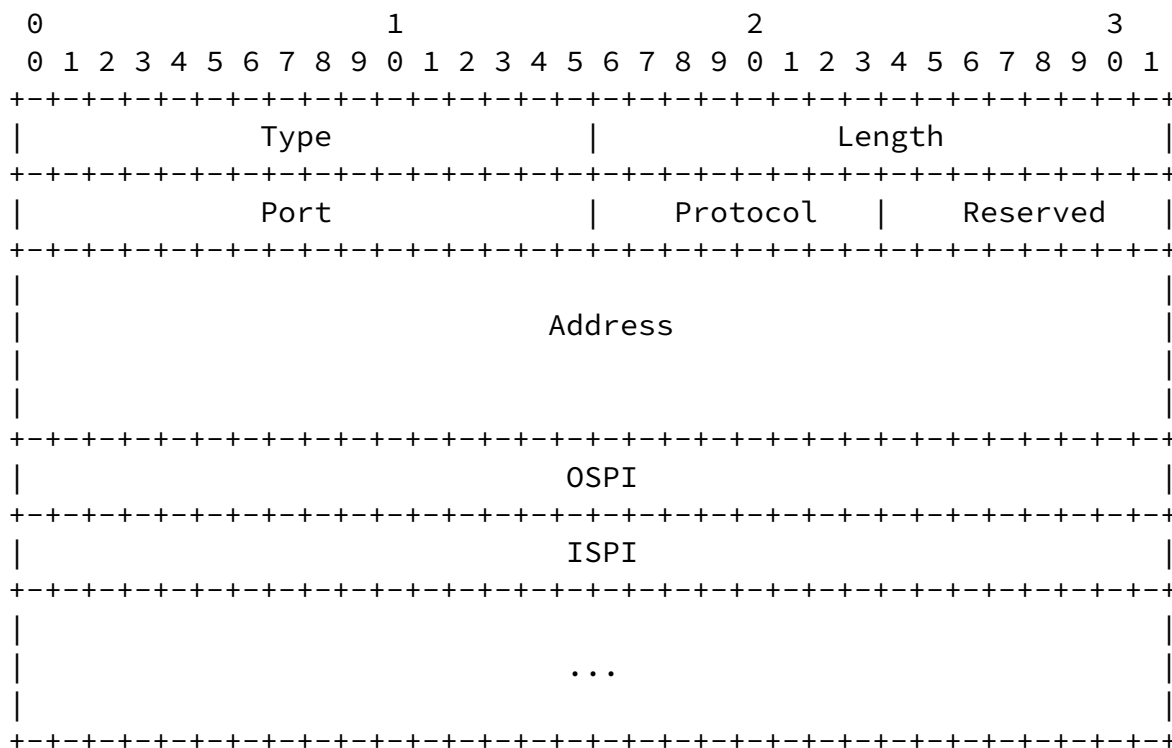 0                   1                   2                   3
0 1 2 3 4 5 6 7 8 9 0 1 2 3 4 5 6 7 8 9 0 1 2 3 4 5 6 7 8 9 0 1
+-+-+-+-+-+-+-+-+-+-+-+-+-+-+-+-+-+-+-+-+-+-+-+-+-+-+-+-+-+-+-+-+
|             Type              |             Length            |
+-+-+-+-+-+-+-+-+-+-+-+-+-+-+-+-+-+-+-+-+-+-+-+-+-+-+-+-+-+-+-+-+
|             Port              |    Protocol   |    Reserved   |
+-+-+-+-+-+-+-+-+-+-+-+-+-+-+-+-+-+-+-+-+-+-+-+-+-+-+-+-+-+-+-+-+
|                                                               |
|                             Address                           |
|                                                               |
|                                                               |
+-+-+-+-+-+-+-+-+-+-+-+-+-+-+-+-+-+-+-+-+-+-+-+-+-+-+-+-+-+-+-+-+
|                              OSPI                             |
+-+-+-+-+-+-+-+-+-+-+-+-+-+-+-+-+-+-+-+-+-+-+-+-+-+-+-+-+-+-+-+-+
|                              ISPI                             |
+-+-+-+-+-+-+-+-+-+-+-+-+-+-+-+-+-+-+-+-+-+-+-+-+-+-+-+-+-+-+-+-+
|                                                               |
|                              ...                              |
|                                                               |
+-+-+-+-+-+-+-+-+-+-+-+-+-+-+-+-+-+-+-+-+-+-+-+-+-+-+-+-+-+-+-+-+